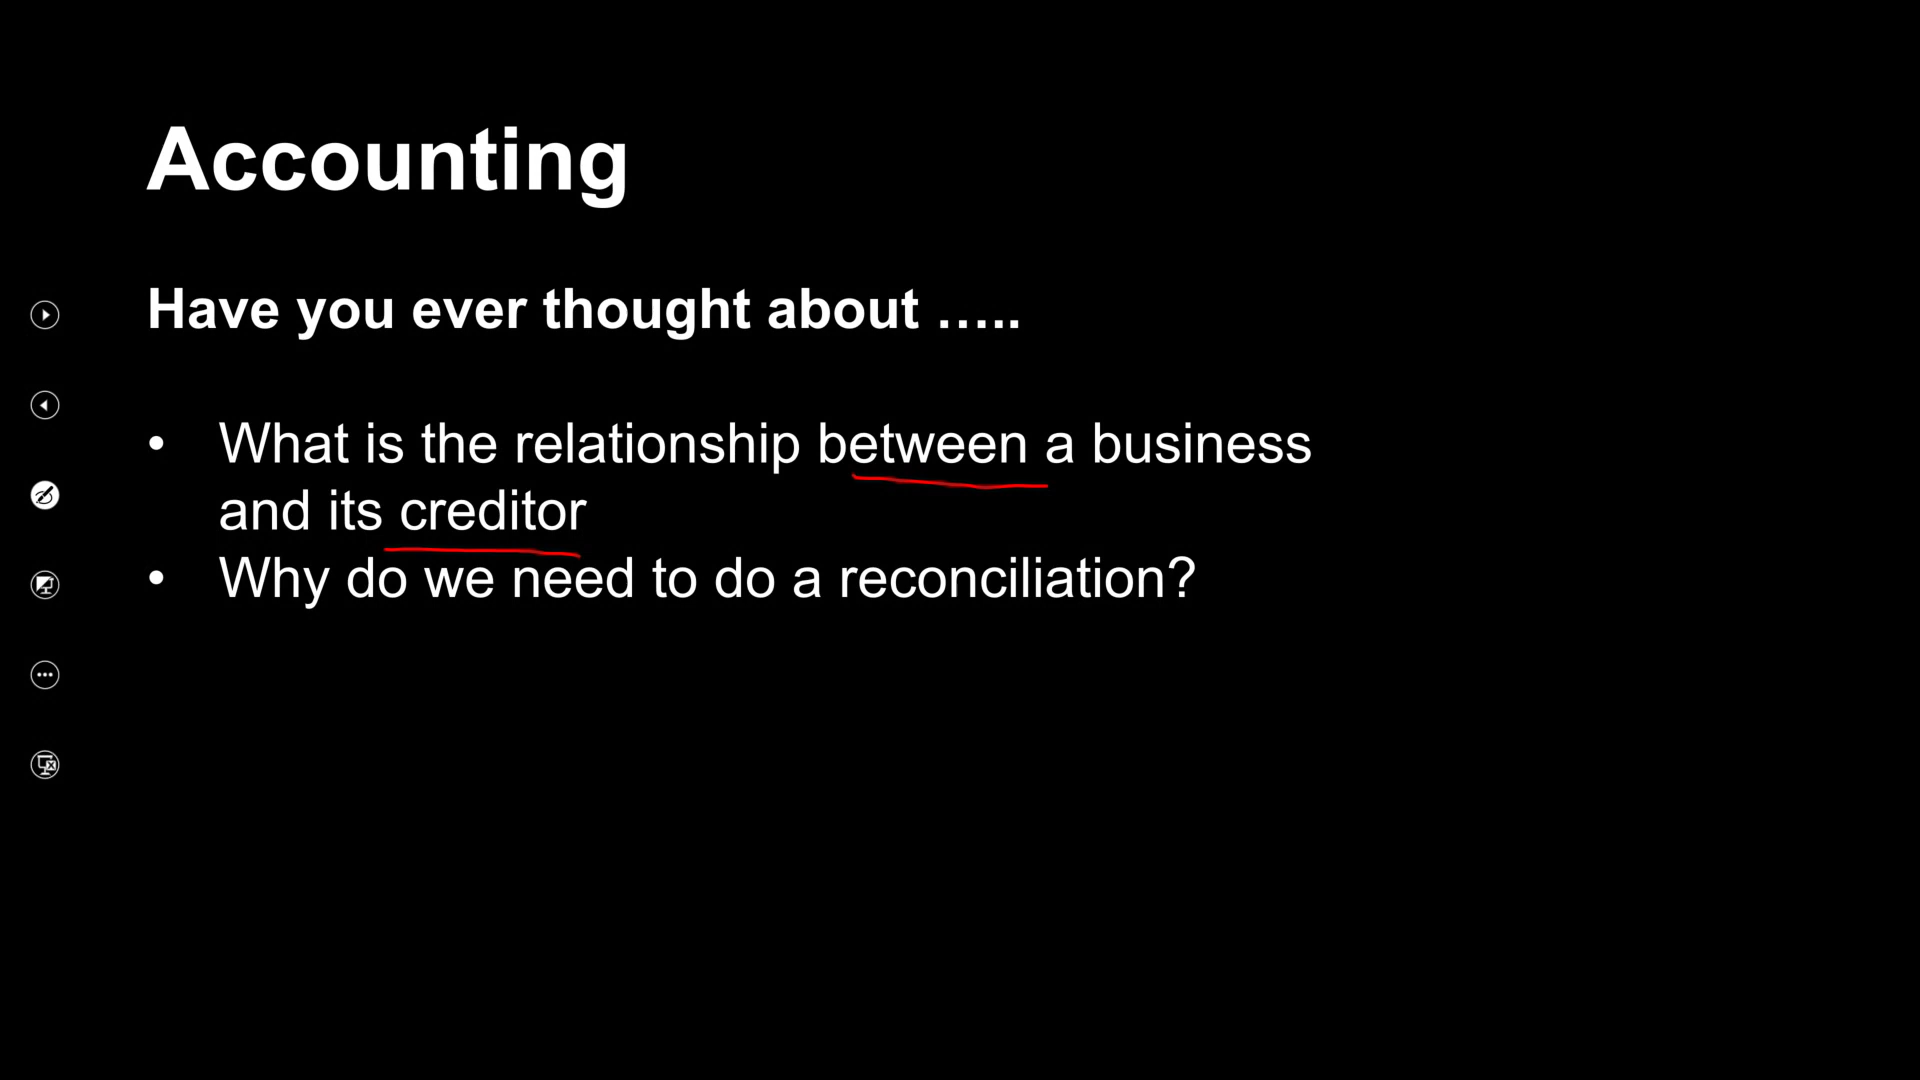 Accounting
Have you ever thought about …..
• What is the relationship between a business
and its creditor
• Why do we need to do a reconciliation?